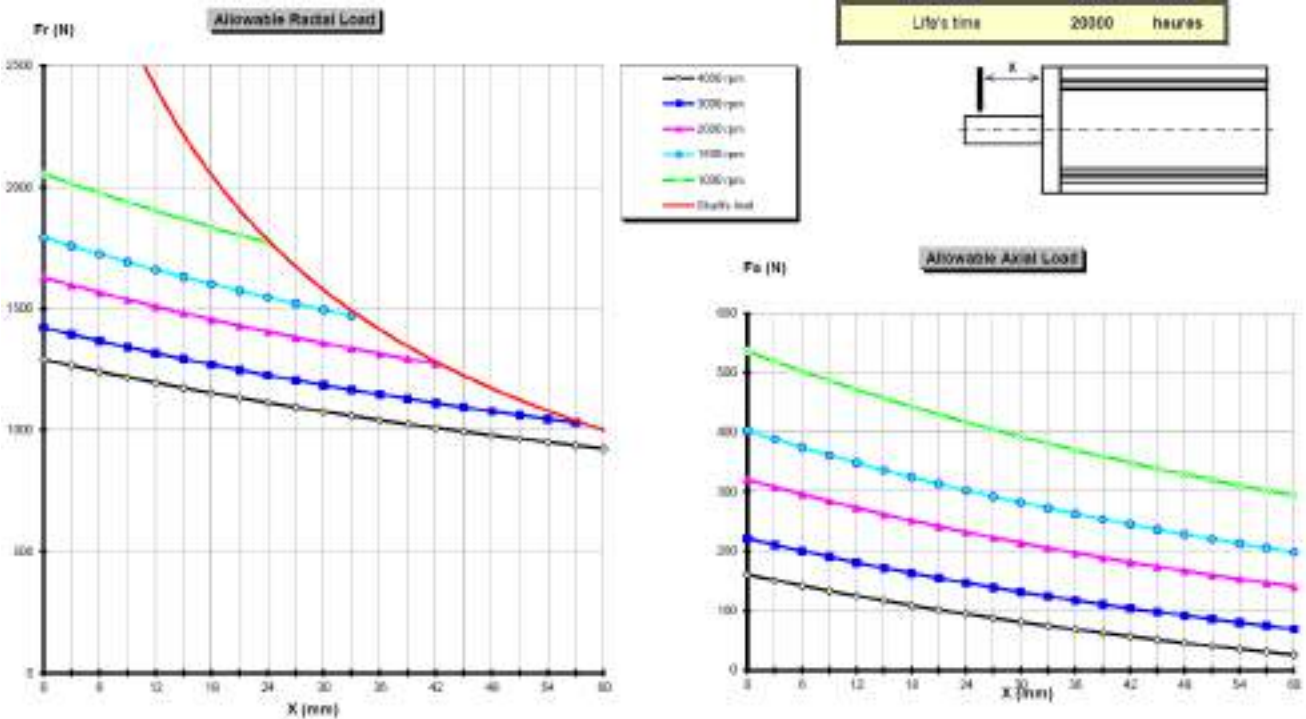 Allowable Radial Load
Fr (N)
2500
2000
1500
1000
500
0
0 6 12 18 24 30 36 42 48 54 60
X (mm)
4000 rpm
3000 rpm
2000 rpm
1500 rpm
1000 rpm
Shaft's limit
Life's time 20000 heures
X
Allowable Axial Load
Fa (N)
600
500
400
300
200
100
0
0 6 12 18 24 30 36 42 48 54 60
X (mm)